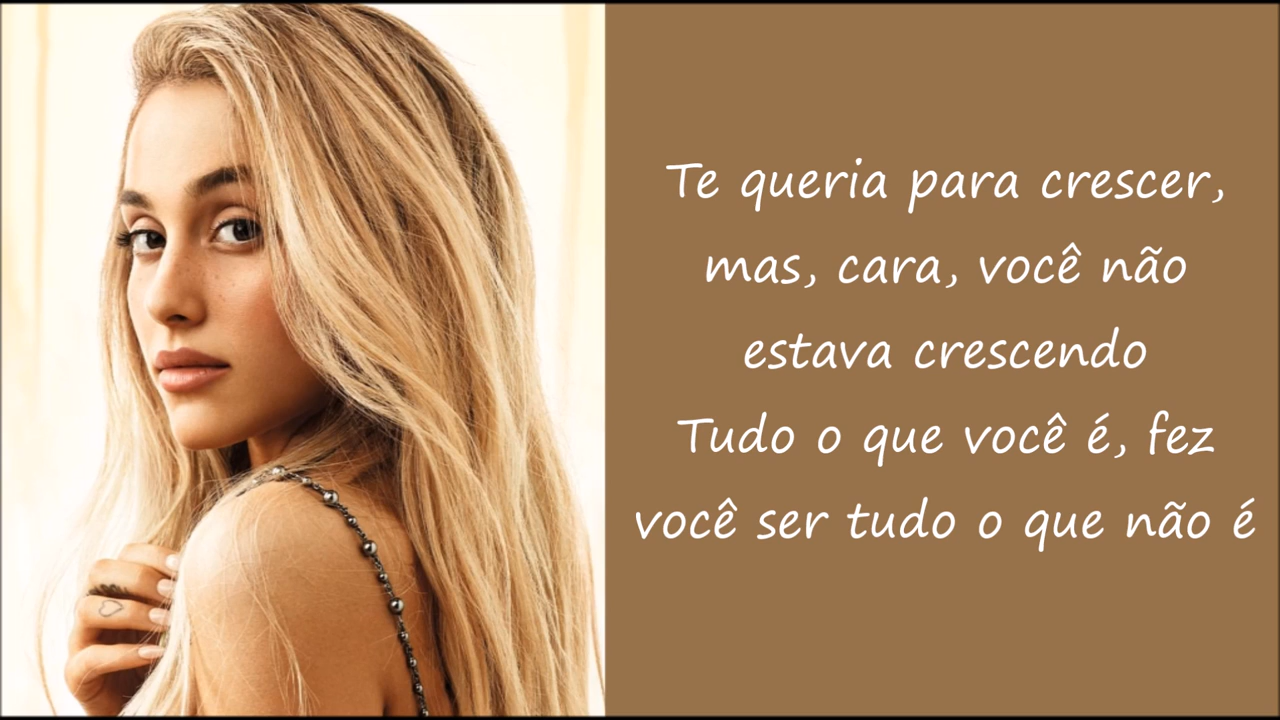 Te queria para crescer,
mas, cara, você não
estava crescendo
Tudo o que você é, fez
você ser tudo o que não é